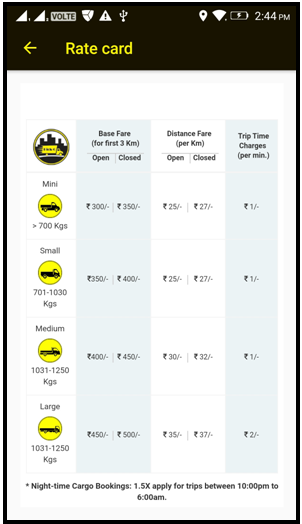 VOLTE 2:44 PM
Rate card
Base Fare Distance Fare Trip Time
(for first 3 Km) (per Km) Charges
Open Closed Open Closed (per min.)
Mini
₹ 300/- ₹ 350/- ₹ 25/- ₹ 27/- ₹ 1/-
> 700 Kgs
Small
₹350/- ₹ 400/- ₹ 25/- ₹ 27/- ₹ 1/-
701-1030
Kgs
Medium
₹400/- ₹ 450/- ₹ 30/- ₹ 32/- ₹ 1/-
1031-1250
Kgs
Large
₹450/- ₹ 500/- ₹ 35/- ₹ 37/- ₹ 2/-
1031-1250
Kgs
* Night-time Cargo Bookings: 1.5X apply for trips between 10:00pm to
6:00am.